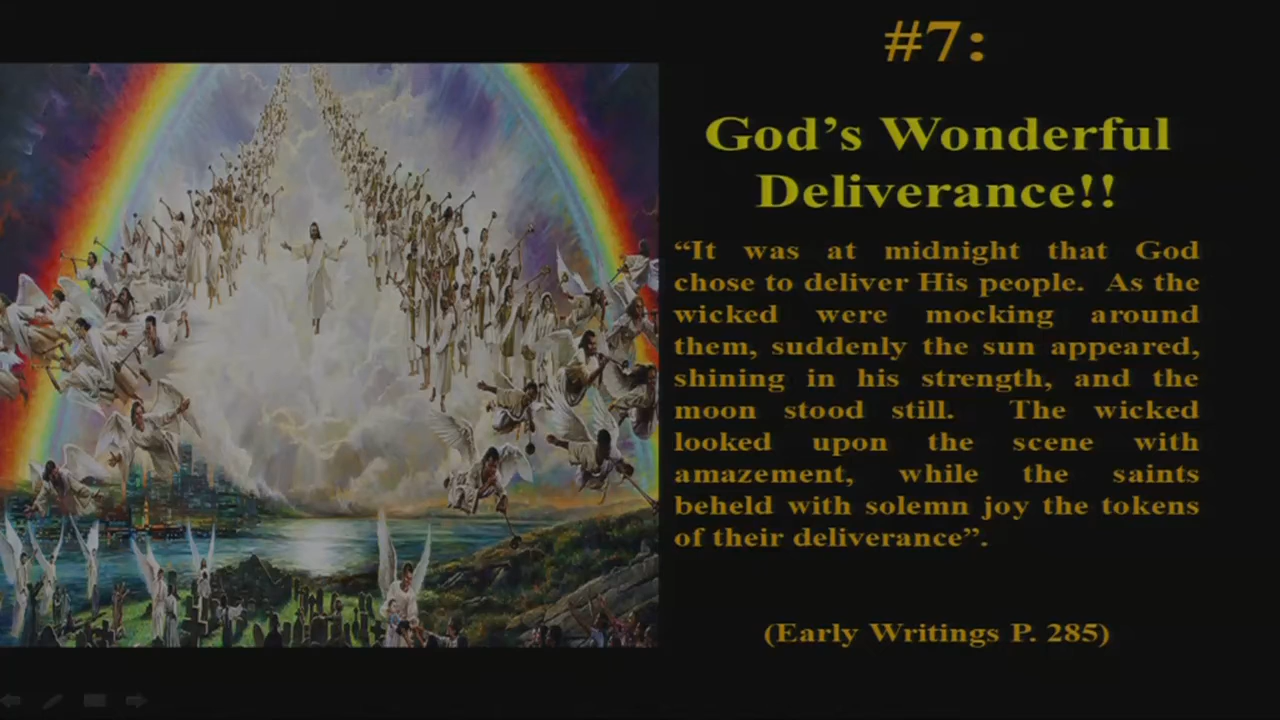 #7:
God’s Wonderful
Deliverance!!
“It was at midnight that God
chose to deliver His people. As the
wicked were mocking around
them, suddenly the sun appeared,
shining in his strength, and the
moon stood still. The wicked
looked upon the scene with
amazement, while the saints
beheld with solemn joy the tokens
of their deliverance”.
(Early Writings P. 285)